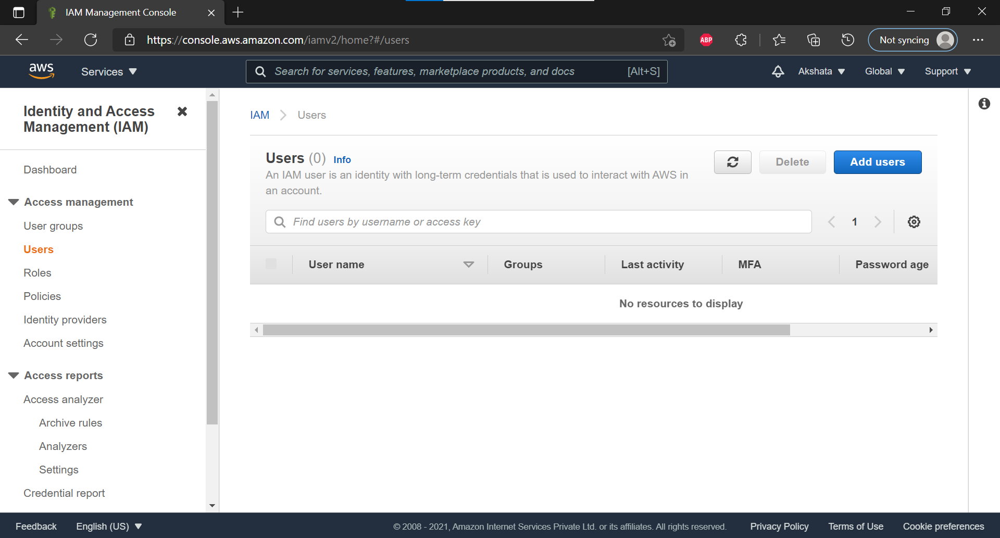 IAM Management Console
https://console.aws.amazon.com/iamv2/home?#/users
ABP
Not syncing
aws
Services
Search for services, features, marketplace products, and docs
[Alt+S]
Akshata
Global
Support
Identity and Access
Management (IAM)
Dashboard
Access management
User groups
Users
Roles
Policies
Identity providers
Account settings
Access reports
Access analyzer
Archive rules
Analyzers
Settings
Credential report
IAM
Users
Users (0) Info
An IAM user is an identity with long-term credentials that is used to interact with AWS in
an account.
Delete
Add users
Find users by username or access key
1
User name
Groups
Last activity
MFA
Password age
No resources to display
Feedback
English (US)
© 2008 - 2021, Amazon Internet Services Private Ltd. or its affiliates. All rights reserved.
Privacy Policy
Terms of Use
Cookie preferences